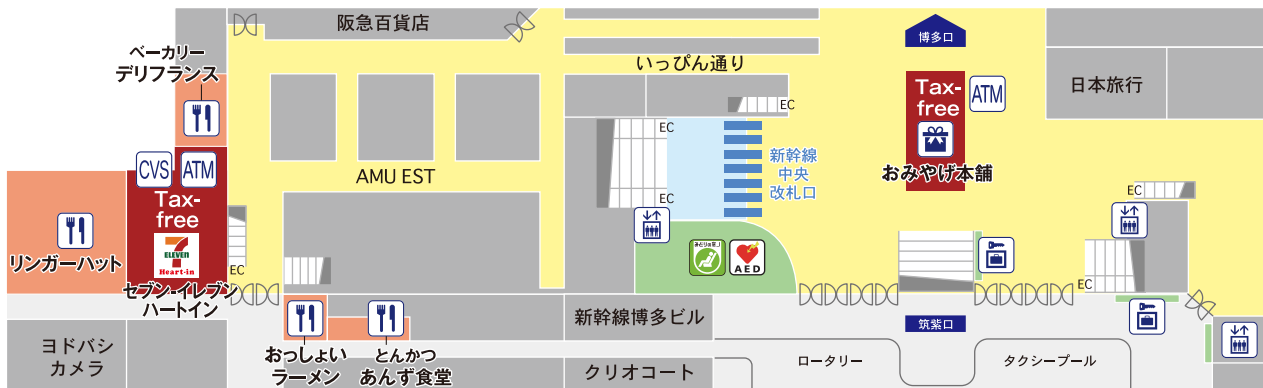 阪急百貨店
ベーカリー
デリフランス
いっぴん通り
博多口
Tax-
free
ATM
おみやげ本舗
日本旅行
EC
EC
EC
新幹線
中央
改札口
AMU EST
CVS
ATM
Tax-
free
7
ELEVEN
Heart-in
セブン-イレブン
ハートイン
リンガーハット
EC
EC
みどりの窓口
AED
EC
EC
ヨドバシ
カメラ
おっしょい
ラーメン
とんかつ
あんず食堂
新幹線博多ビル
クリオコート
筑紫口
ロータリー
タクシープール